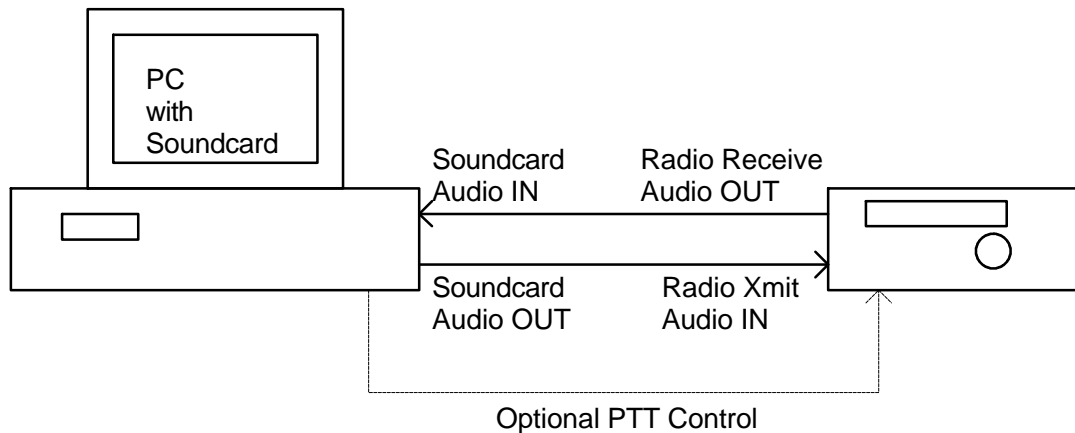 PC
with
Soundcard
Soundcard
Audio IN
Radio Receive
Audio OUT
Soundcard
Audio OUT
Radio Xmit
Audio IN
Optional PTT Control